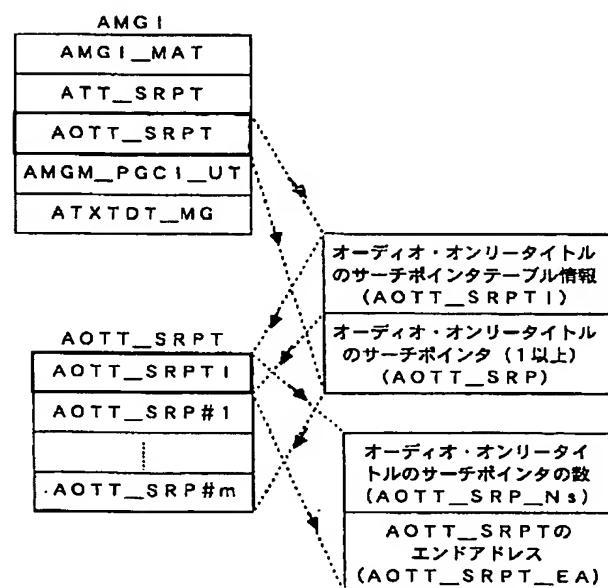 AMGI
AMGI_MAT
ATT_SRPT
AOTT_SRPT
AMGM_PGCI_UT
ATXTDT_MG
オーディオ・オンリータイトル
のサーチポインタテーブル情報
(AOTT_SRPTI)
オーディオ・オンリータイトル
のサーチポインタ (1以上)
(AOTT_SRP)
AOTT_SRPT
AOTT_SRPTI
AOTT_SRP#1
AOTT_SRP#m
オーディオ・オンリータイ
トルのサーチポインタの数
(AOTT_SRP_Ns)
AOTT_SRPTの
エンドアドレス
(AOTT_SRPT_EA)